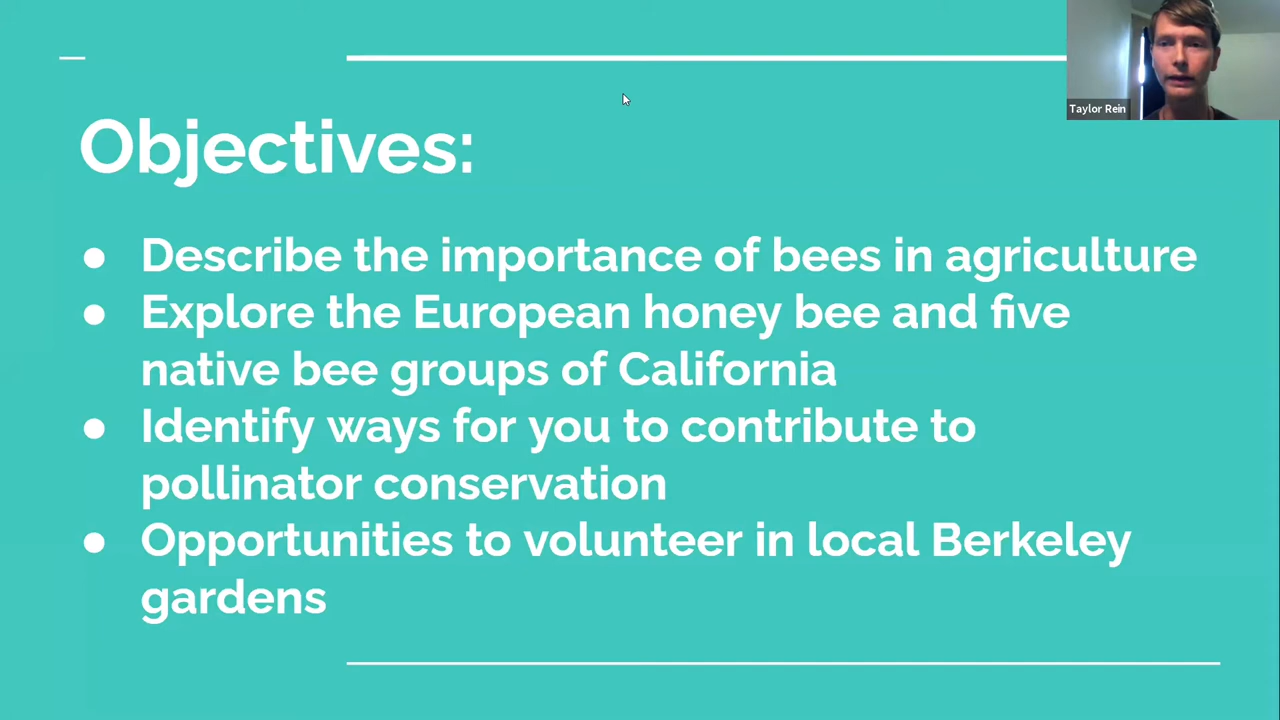 Taylor Rein
Objectives:
● Describe the importance of bees in agriculture
● Explore the European honey bee and five
native bee groups of California
● Identify ways for you to contribute to
pollinator conservation
● Opportunities to volunteer in local Berkeley
gardens